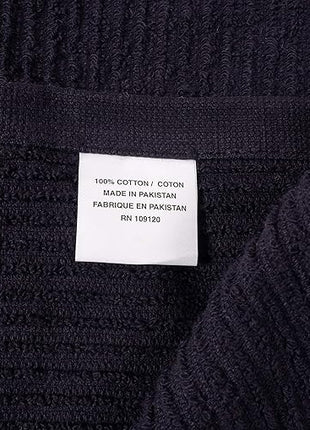 100% COTTON / COTON
MADE IN PAKISTAN
FABRIQUE EN PAKISTAN
RN 109120